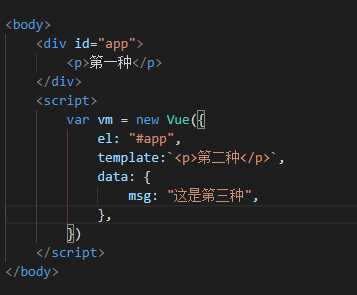 <body>
<div id="app">
<p>第一种</p>
</div>
<script>
var vm = new Vue({
el: "#app",
template:`<p>第二种</p>`,
data: {
msg: "这是第三种",
},
})
</script>
</body>